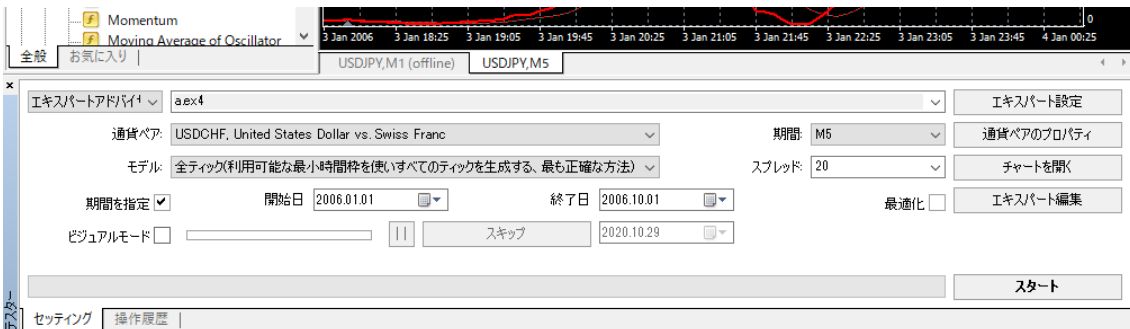 Momentum
Moving Average of Oscillator
全般 お気に入り
0
3 Jan 2006 3 Jan 18:25 3 Jan 19:05 3 Jan 19:45 3 Jan 20:25 3 Jan 21:05 3 Jan 21:45 3 Jan 22:25 3 Jan 23:05 3 Jan 23:45 4 Jan 00:25
USDJPY,M1 (offline) USDJPY,M5
エキスパートアドバイザ a.ex4 エキスパート設定
通貨ペア: USDCHF, United States Dollar vs. Swiss Franc 期間: M5 通貨ペアのプロパティ
モデル: 全ティック(利用可能な最小時間枠を使いすべてのティックを生成する、最も正確な方法) スプレッド: 20 チャートを開く
期間を指定 開始日 2006.01.01 終了日 2006.10.01 最適化 エキスパート編集
ビジュアルモード スキップ 2020.10.29
スタート
テスター
セッティング 操作履歴